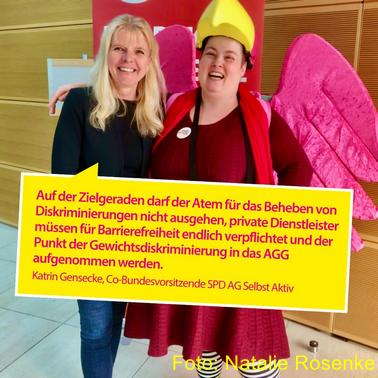 Auf der Zielgeraden darf der Atem für das Beheben von
Diskriminierungen nicht ausgehen, private Dienstleister
müssen für Barrierefreiheit endlich verpflichtet und der
Punkt der Gewichtsdiskriminierung in das AGG
aufgenommen werden.
Katrin Gensecke, Co-Bundesvorsitzende SPD AG Selbst Aktiv
Foto: Natalie Rosenke